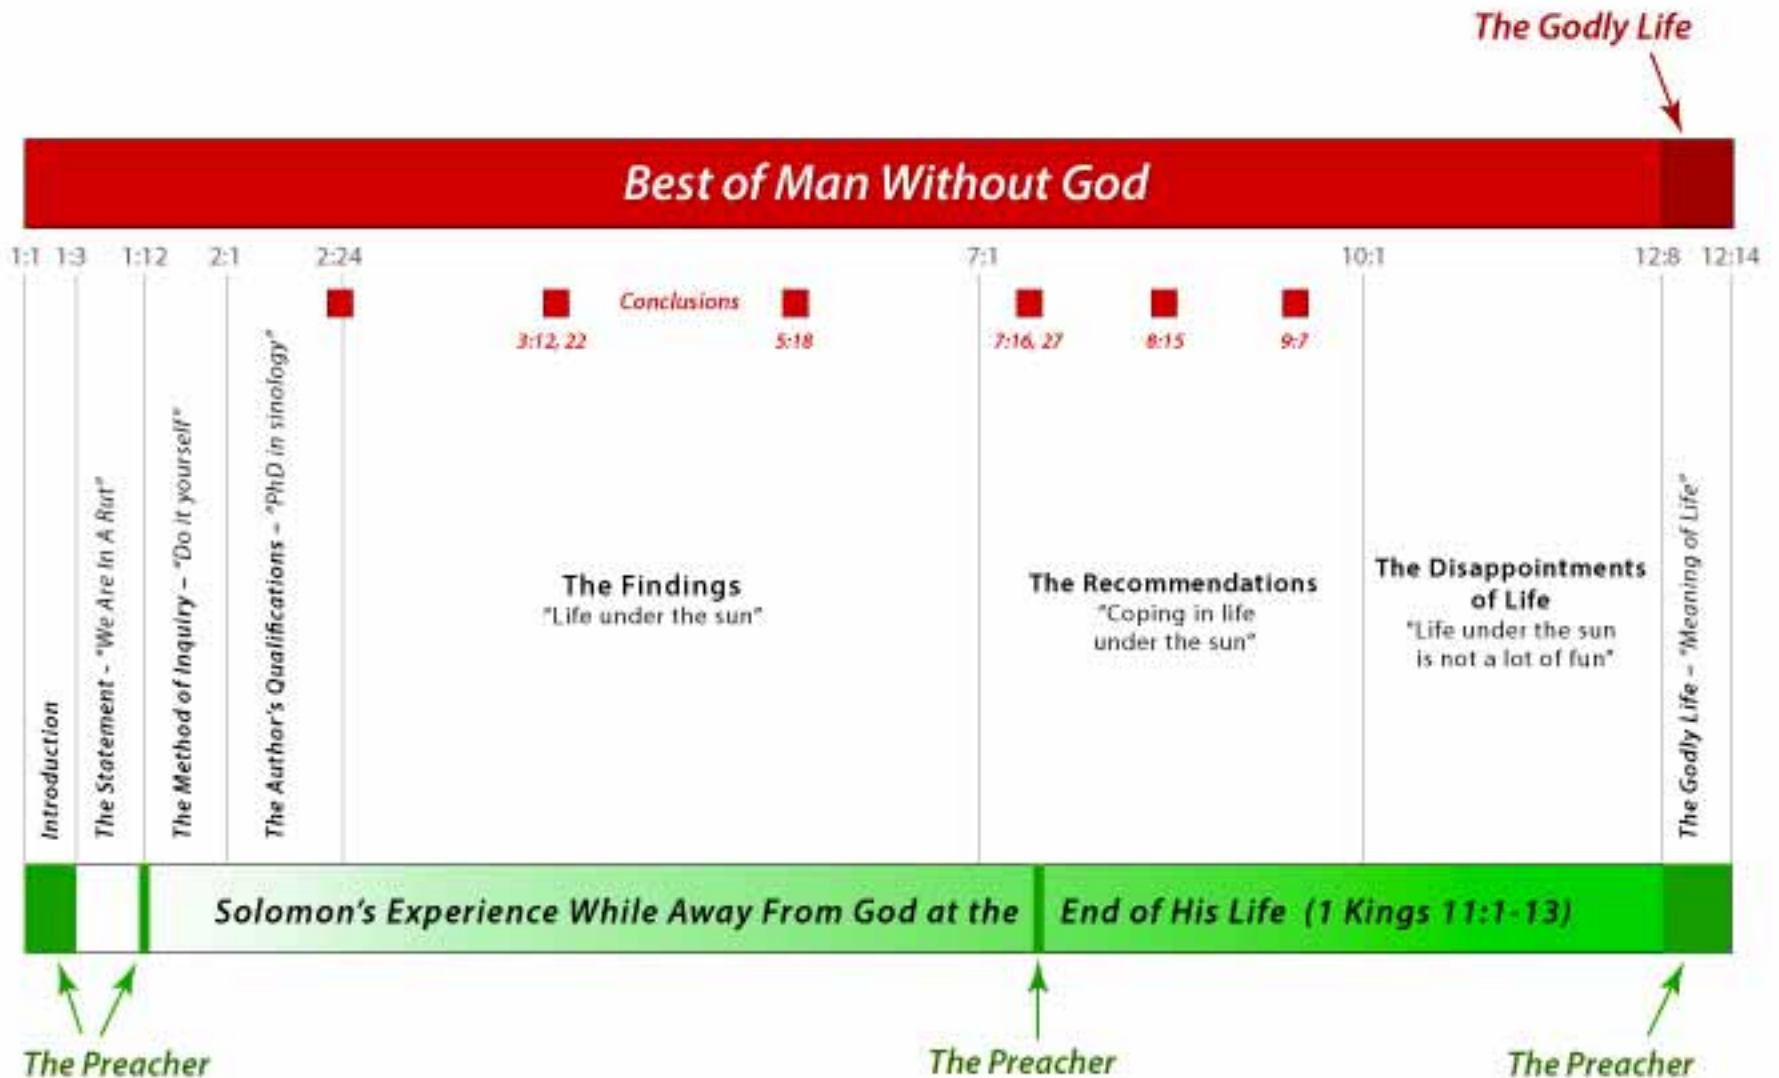 The Godly Life
Best of Man Without God
1:1 1:3 1:12 2:1 2:24 7:1 10:1 12:8 12:14
Conclusions
3:12, 22 5:18 7:16, 27 8:15 9:7
Introduction
The Statement - "We Are In A Rut"
The Method of Inquiry – "Do it yourself"
The Author's Qualifications – "PhD in sinology"
The Findings
"Life under the sun"
The Recommendations
"Coping in life
under the sun"
The Disappointments
of Life
"Life under the sun
is not a lot of fun"
The Godly Life – "Meaning of Life"
Solomon's Experience While Away From God at the End of His Life (1 Kings 11:1-13)
The Preacher The Preacher The Preacher